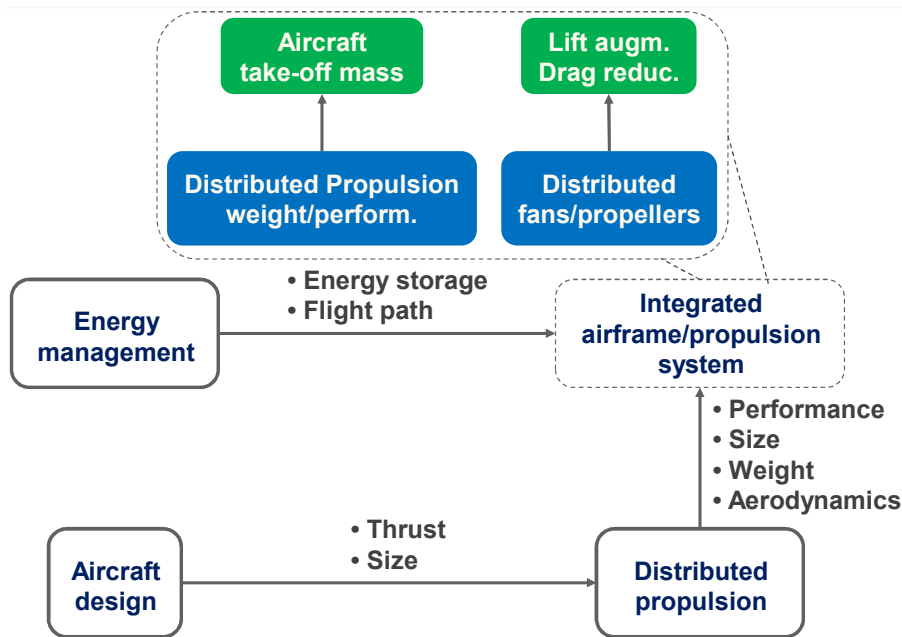 Aircraft
take-off mass
Lift augm.
Drag reduc.
Distributed Propulsion
weight/perform.
Distributed
fans/propellers
Energy
management
• Energy storage
• Flight path
Integrated
airframe/propulsion
system
• Performance
• Size
• Weight
• Aerodynamics
• Thrust
• Size
Aircraft
design
Distributed
propulsion